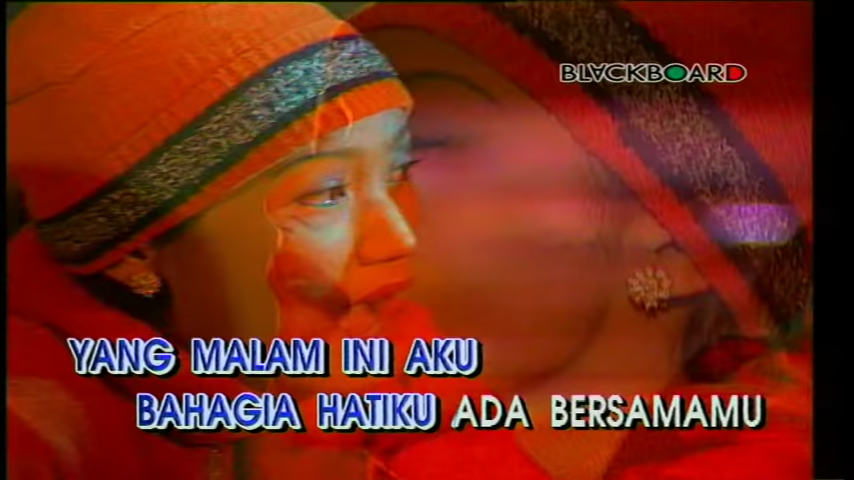 BLACKBOARD
YANG MALAM INI AKU
BAHAGIA HATIKU ADA BERSAMAMU